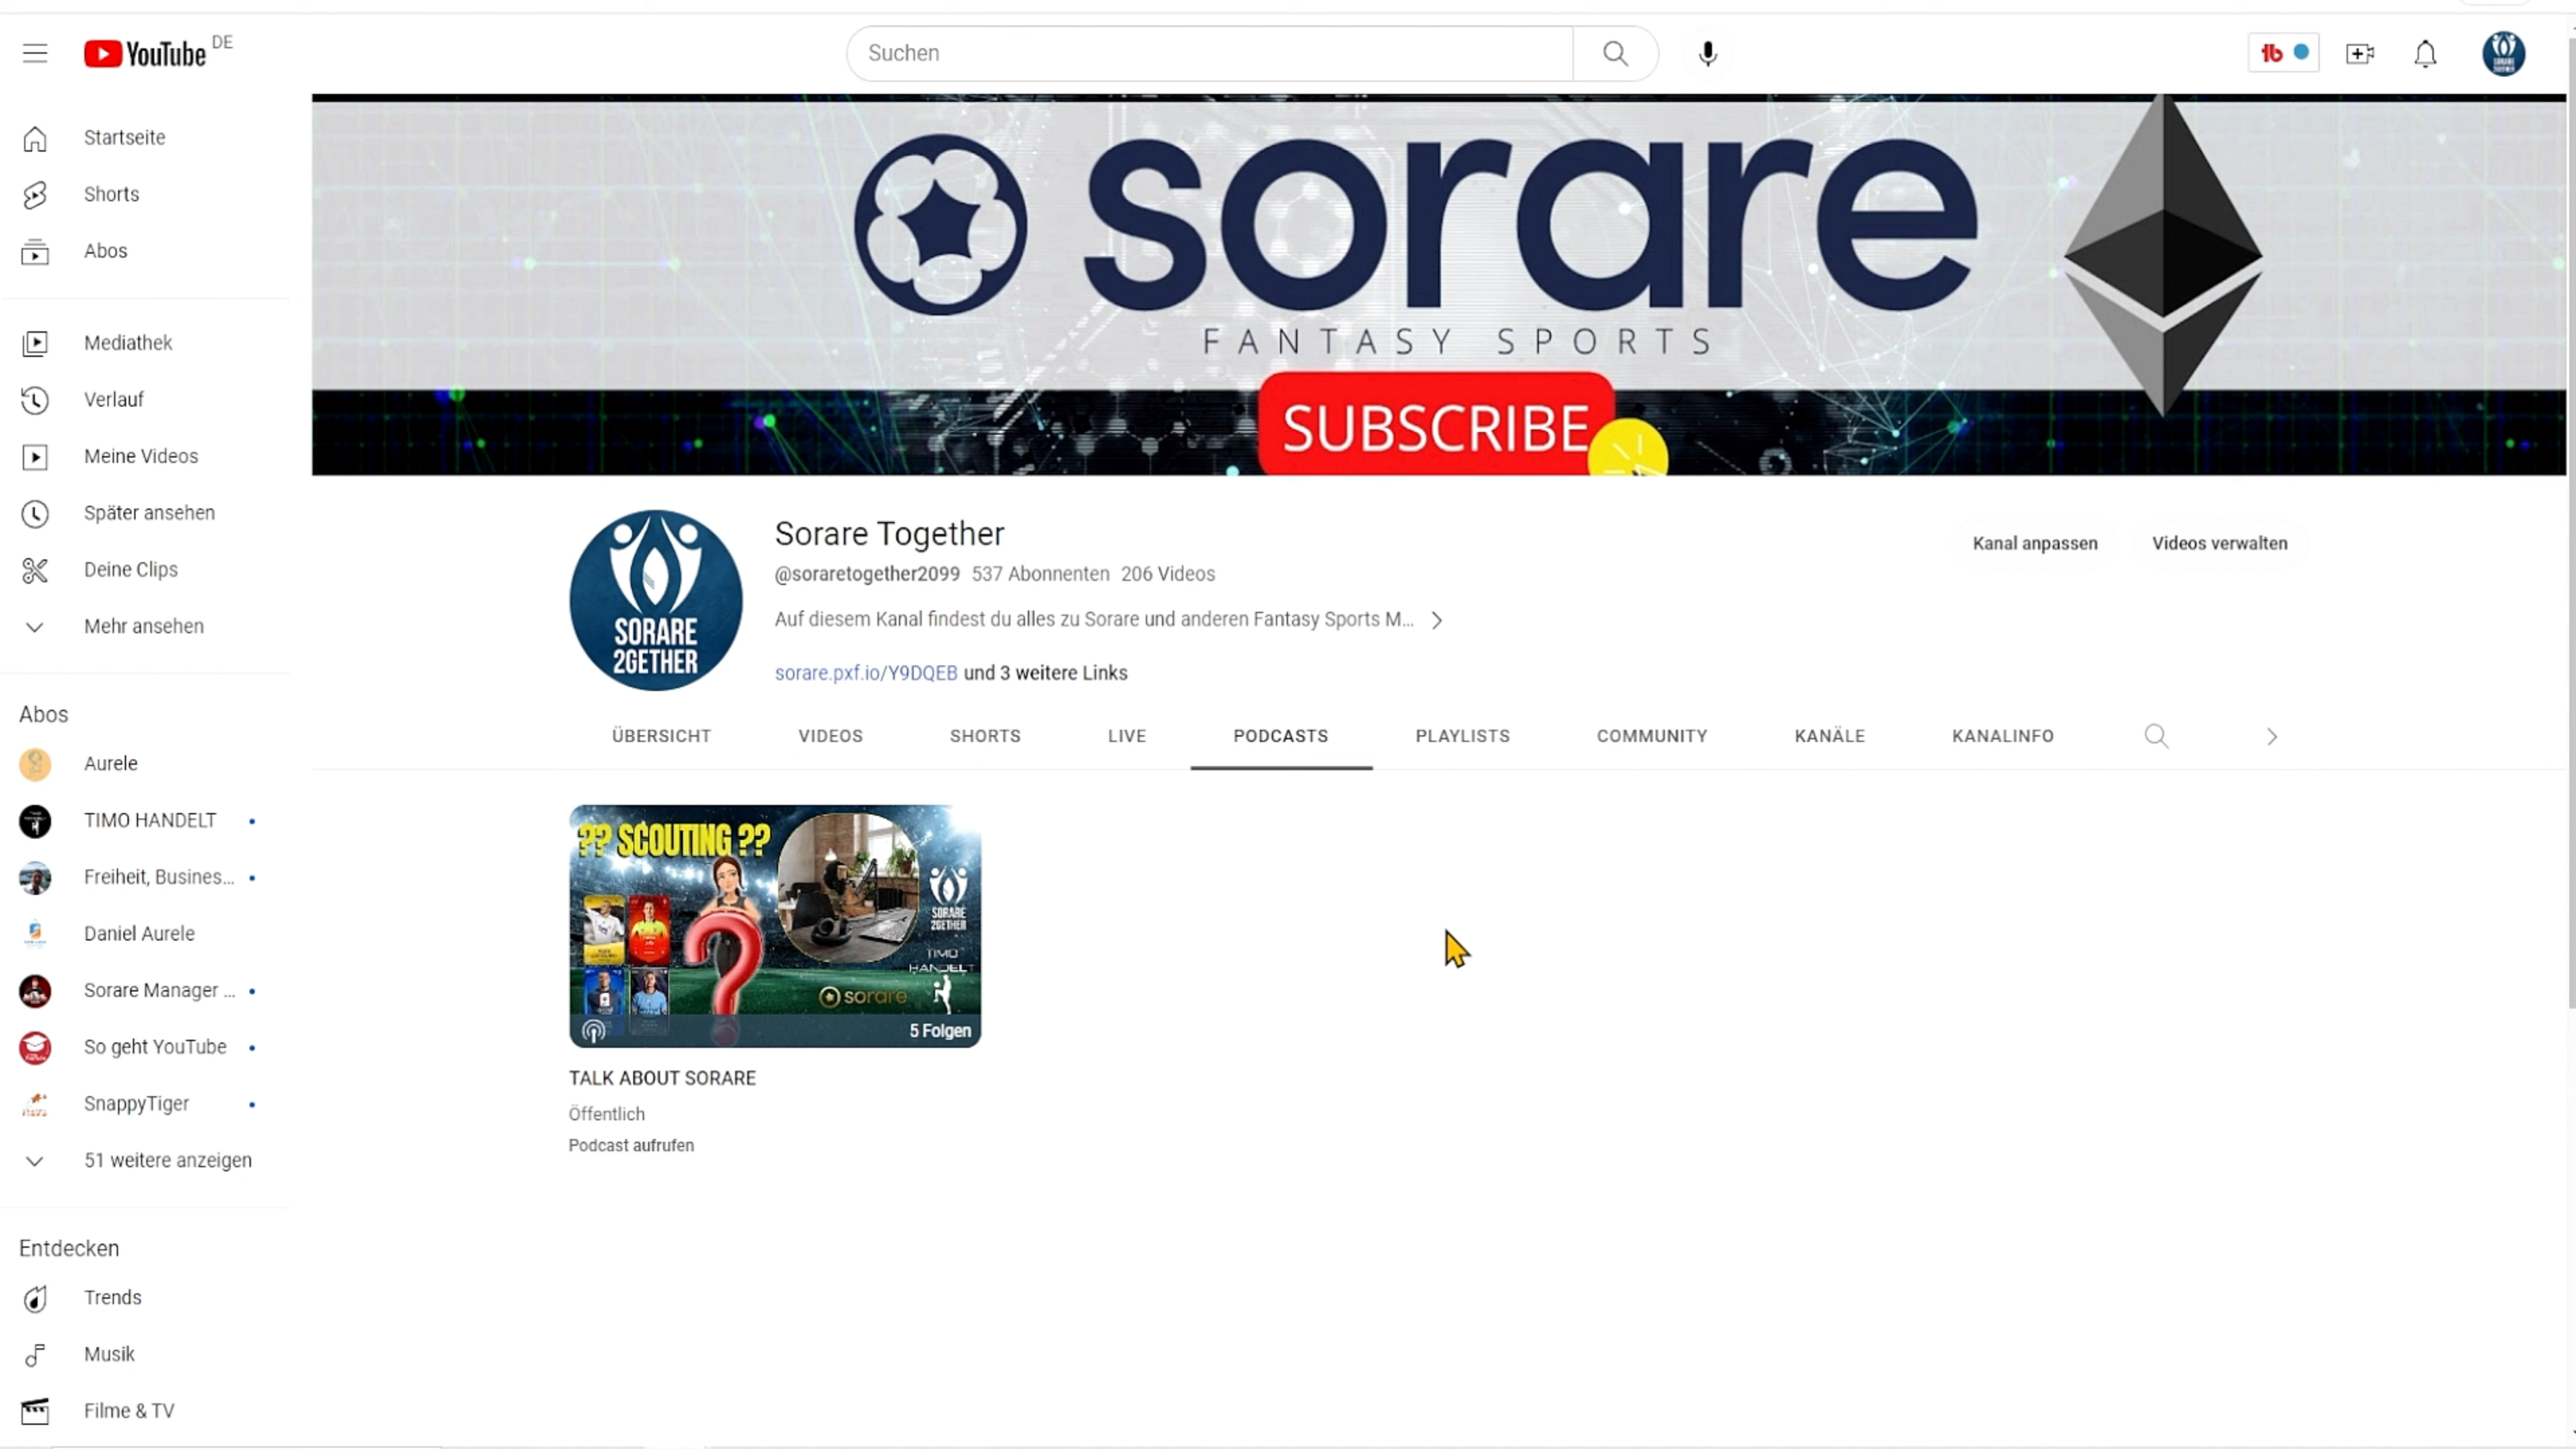 YouTube DE
Suchen
Startseite
Shorts
Abos
Mediathek
Verlauf
Meine Videos
Später ansehen
Deine Clips
Mehr ansehen
Abos
Aurele
TIMO HANDELT
Freiheit, Busines...
Daniel Aurele
Sorare Manager ...
So geht YouTube
SnappyTiger
51 weitere anzeigen
Entdecken
Trends
Musik
Filme & TV
sorare
FANTASY SPORTS
SUBSCRIBE
SORARE
2GETHER
Sorare Together
@soraretogether2099 537 Abonnenten 206 Videos
Auf diesem Kanal findest du alles zu Sorare und anderen Fantasy Sports M...
sorare.pxf.io/Y9DQEB und 3 weitere Links
Kanal anpassen
Videos verwalten
ÜBERSICHT VIDEOS SHORTS LIVE PODCASTS PLAYLISTS COMMUNITY KANÄLE KANALINFO
?? SCOUTING ??
SORARE
2GETHER
TIMO
HANDELT
sorare
5 Folgen
TALK ABOUT SORARE
Öffentlich
Podcast aufrufen